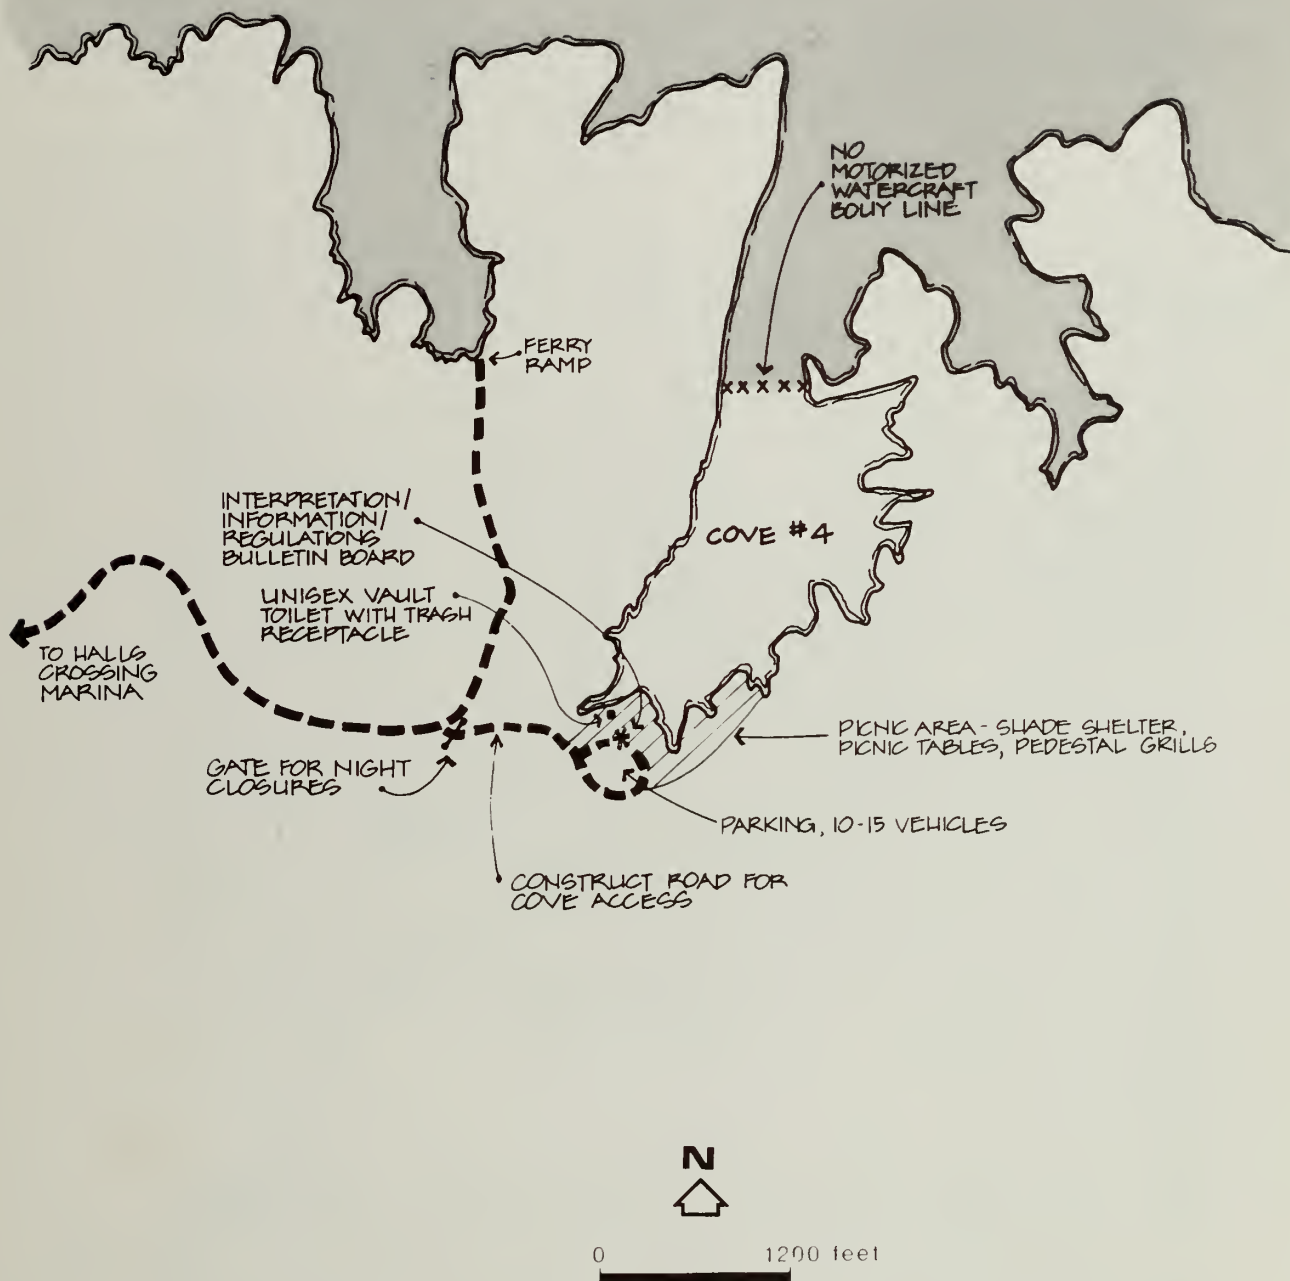 NO
MOTORIZED
WATERCRAFT
BOUY LINE
FERRY
RAMP
x x x x x
INTERPRETATION/
INFORMATION/
REGULATIONS
BULLETIN BOARD
COVE #4
UNISEX VAULT
TOILET WITH TRASH
RECEPTACLE
TO HALLS
CROSSING
MARINA
PICNIC AREA - SHADE SHELTER,
PICNIC TABLES, PEDESTAL GRILLS
GATE FOR NIGHT
CLOSURES
PARKING, 10-15 VEHICLES
CONSTRUCT ROAD FOR
COVE ACCESS
N
0 1200 feet